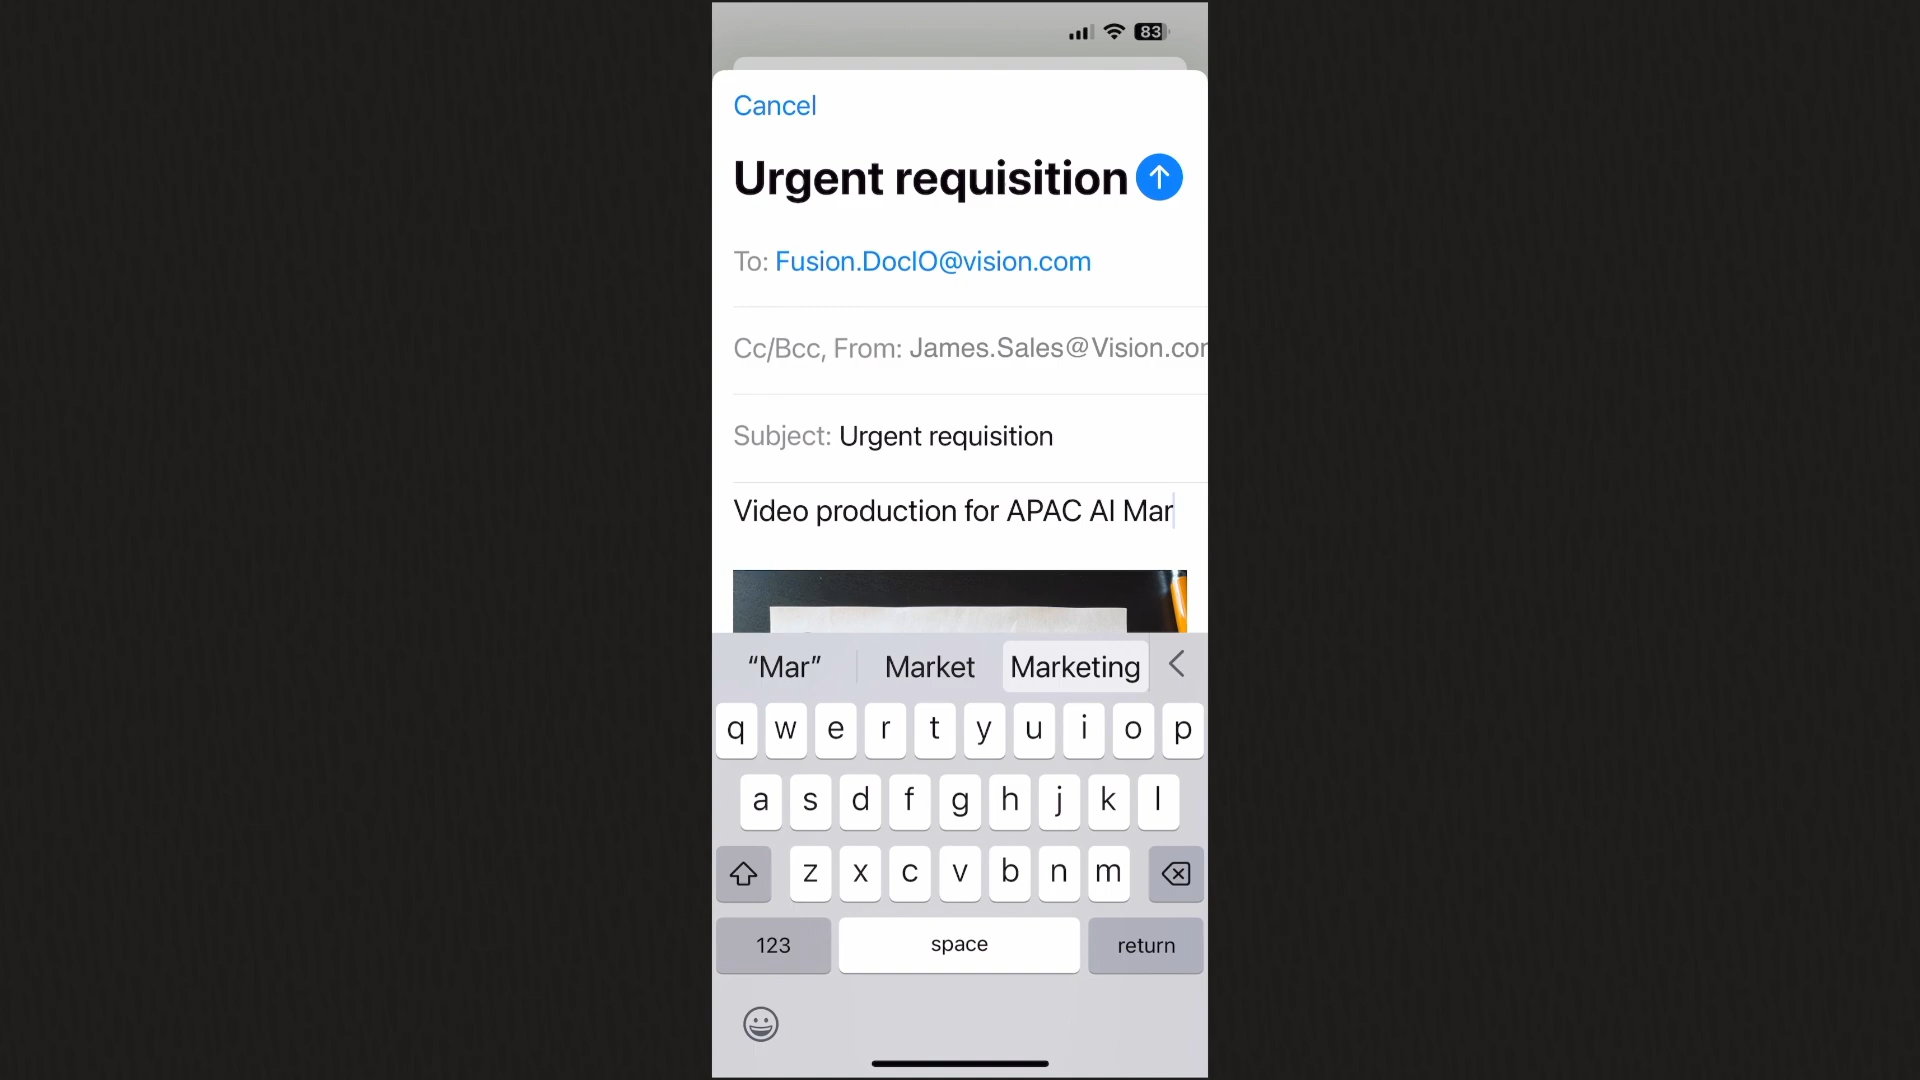 83
Cancel
Urgent requisition
To: Fusion.DocIO@vision.com
Cc/Bcc, From: James.Sales@Vision.cor
Subject: Urgent requisition
Video production for APAC AI Mar
“Mar” Market Marketing
q w e r t y u i o p
a s d f g h j k l
z x c v b n m
123 space return